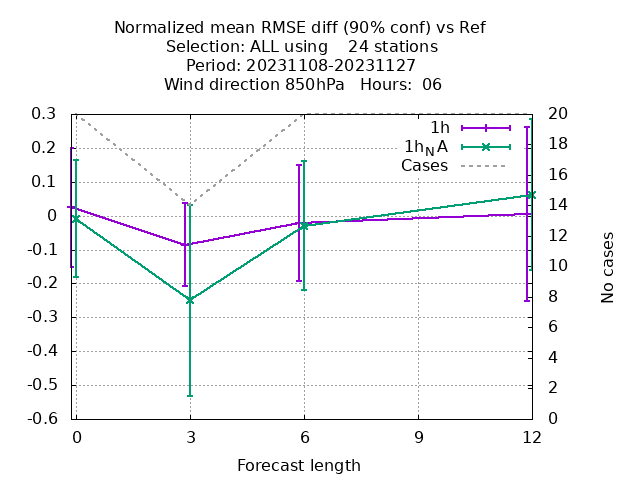 Normalized mean RMSE diff (90% conf) vs Ref
Selection: ALL using    24 stations
Period: 20231108-20231127
Wind direction 850hPa   Hours:  06
0.3
0.2
0.1
0
-0.1
-0.2
-0.3
-0.4
-0.5
-0.6
1h
1hNA
Cases
20
18
16
14
12
10
8
6
4
2
0
No cases
0
3
6
9
12
Forecast length